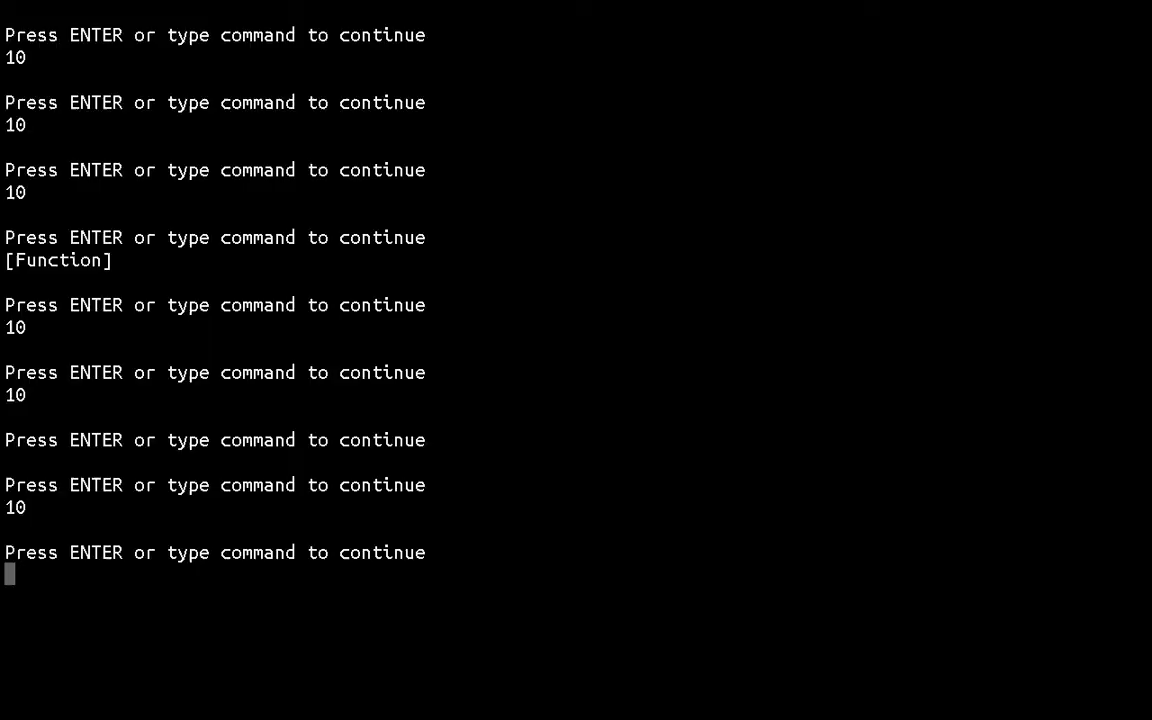 Press ENTER or type command to continue
10
Press ENTER or type command to continue
10
Press ENTER or type command to continue
10
Press ENTER or type command to continue
[Function]
Press ENTER or type command to continue
10
Press ENTER or type command to continue
10
Press ENTER or type command to continue
Press ENTER or type command to continue
10
Press ENTER or type command to continue